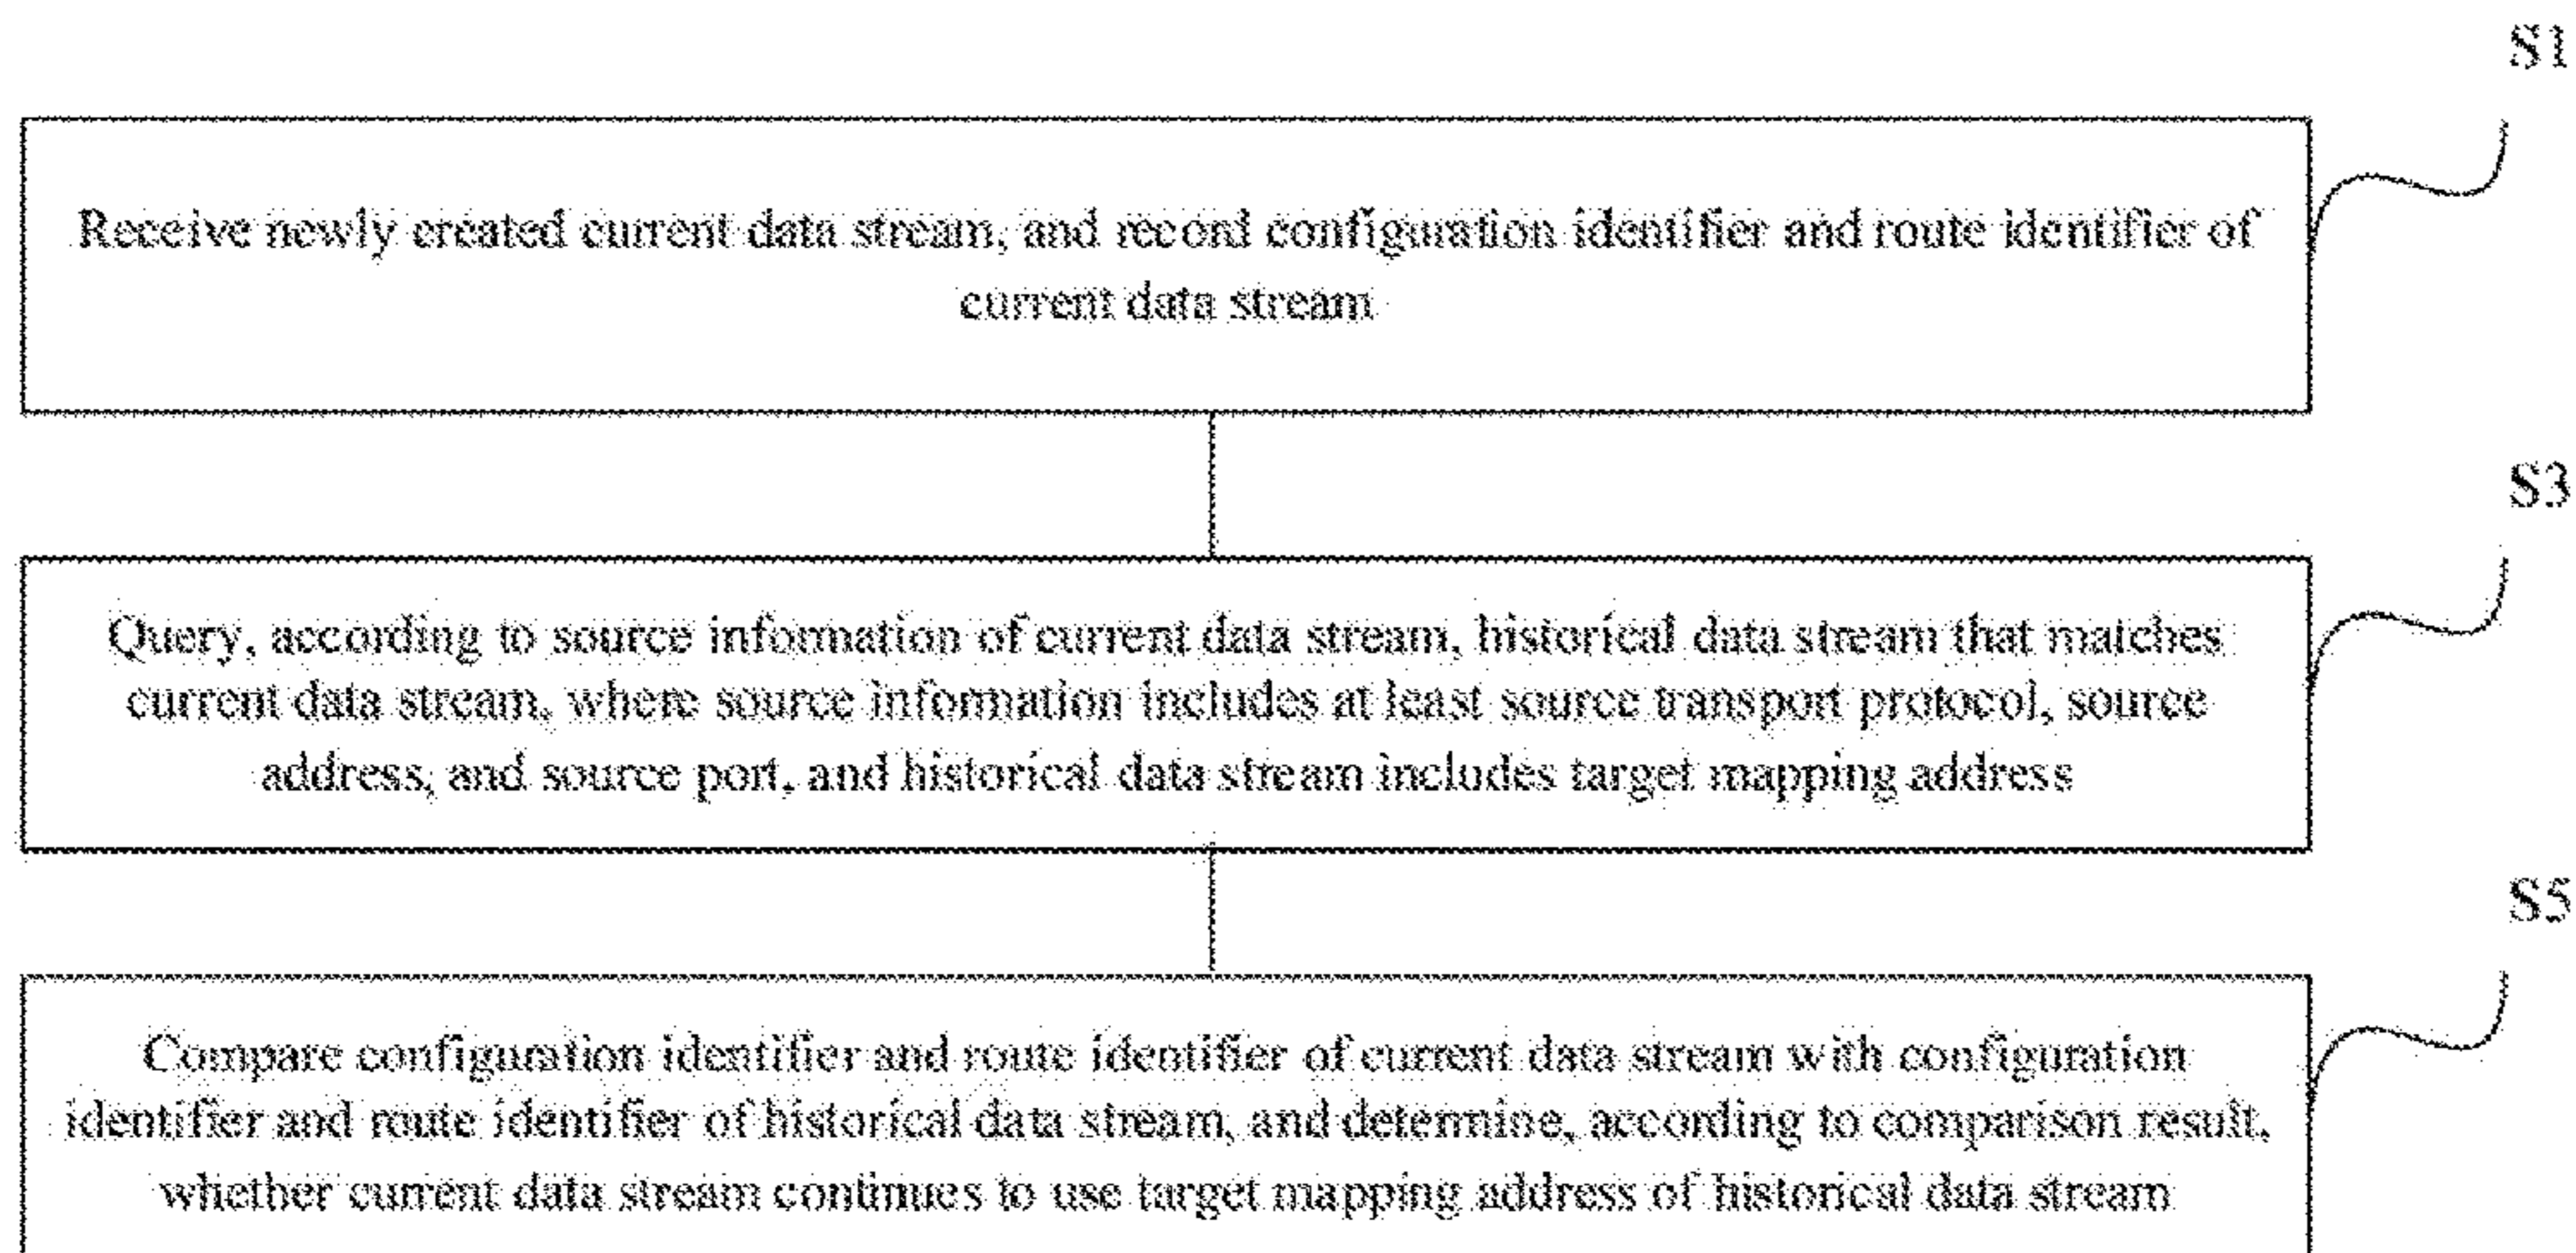 S1
Receive newly created current data stream, and record configuration identifier and route identifier of
current data stream
S3
Query, according to source information of current data stream, historical data stream that matches
current data stream, where source information includes at least source transport protocol, source
address, and source port, and historical data stream includes target mapping address
S5
Compare configuration identifier and route identifier of current data stream with configuration
identifier and route identifier of historical data stream, and determine, according to comparison result,
whether current data stream continues to use target mapping address of historical data stream